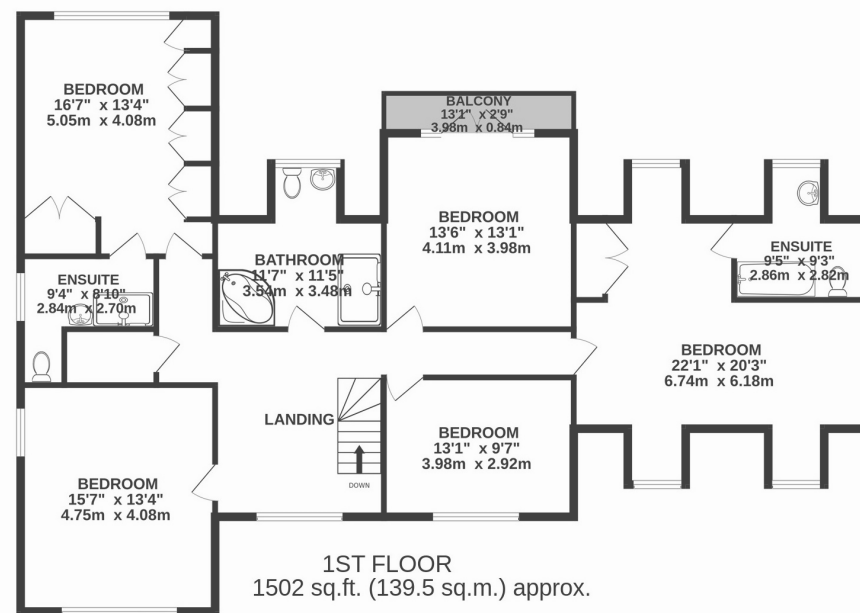 BEDROOM
16'7" x 13'4"
5.05m x 4.08m
BALCONY
13'1" x 2'9"
3.98m x 0.84m
BEDROOM
13'6" x 13'1"
4.11m x 3.98m
BATHROOM
11'7" x 11'5"
3.54m x 3.48m
ENSUITE
9'5" x 9'3"
2.86m x 2.82m
ENSUITE
9'4" x 8'10"
2.84m x 2.70m
BEDROOM
22'1" x 20'3"
6.74m x 6.18m
LANDING
DOWN
BEDROOM
13'1" x 9'7"
3.98m x 2.92m
BEDROOM
15'7" x 13'4"
4.75m x 4.08m
1ST FLOOR
1502 sq.ft. (139.5 sq.m.) approx.